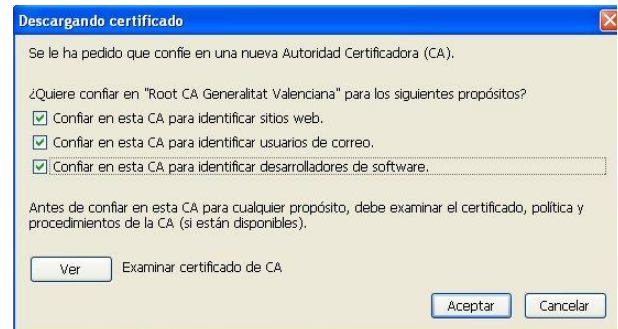 Descargando certificado
Se le ha pedido que confíe en una nueva Autoridad Certificadora (CA).
¿Quiere confiar en "Root CA Generalitat Valenciana" para los siguientes propósitos?
Confiar en esta CA para identificar sitios web.
Confiar en esta CA para identificar usuarios de correo.
Confiar en esta CA para identificar desarrolladores de software.
Antes de confiar en esta CA para cualquier propósito, debe examinar el certificado, política y
procedimientos de la CA (si están disponibles).
Ver Examinar certificado de CA
Aceptar Cancelar